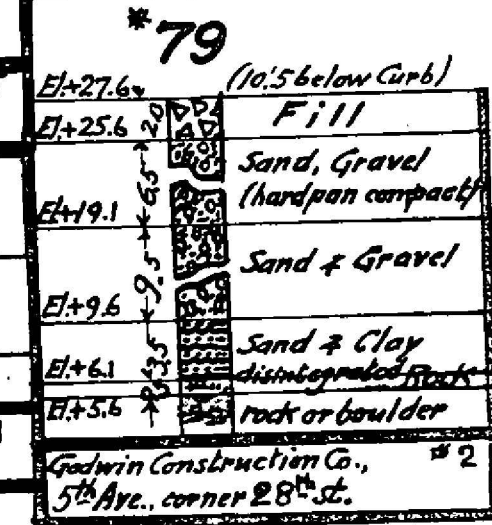 #79
El.+27.6 (10'.5 below Curb)
2.0 Fill
El.+25.6
6.5 Sand, Gravel
(hardpan compact)
El.+19.1
9.5 Sand & Gravel
El.+9.6
3.5 Sand & Clay
El.+6.1 disintegrated Rock
El.+5.6 rock or boulder
Godwin Construction Co., #2
5th Ave., corner 28th St.